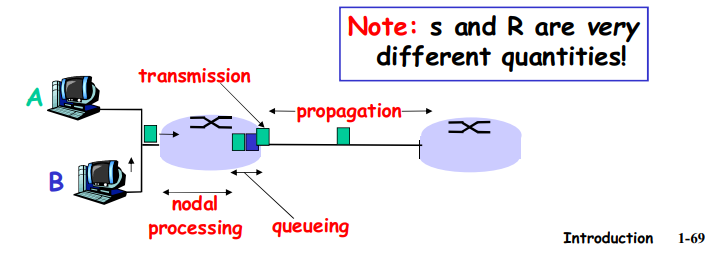 Note: s and R are very
different quantities!
transmission
A
propagation
B
nodal
processing
queueing
Introduction 1-69